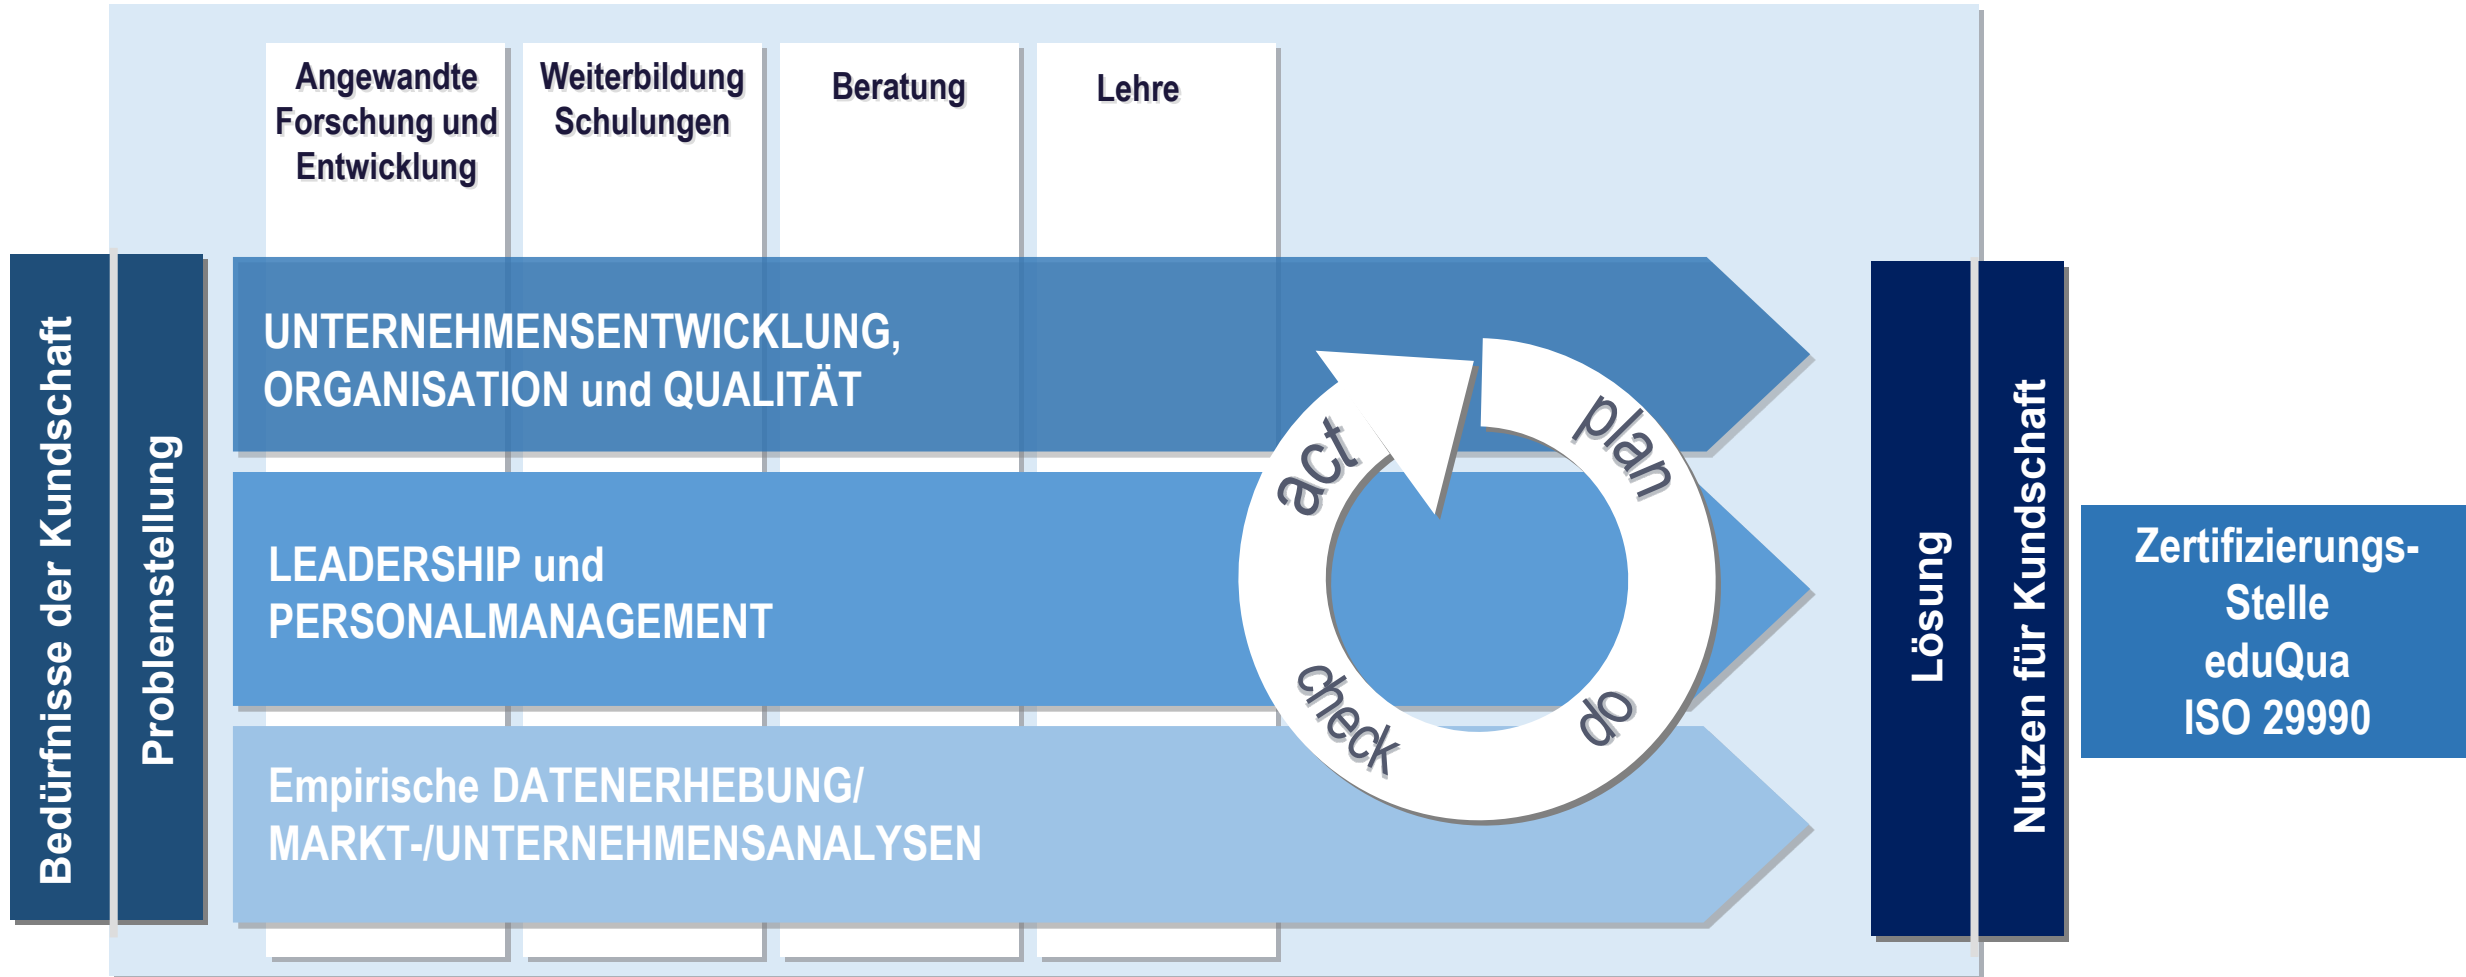 Angewandte
Forschung und
Entwicklung
Weiterbildung
Schulungen
Beratung
Lehre
Bedürfnisse der Kundschaft
Problemstellung
UNTERNEHMENSENTWICKLUNG,
ORGANISATION und QUALITÄT
LEADERSHIP und
PERSONALMANAGEMENT
Empirische DATENERHEBUNG/
MARKT-/UNTERNEHMENSANALYSEN
plan
do
check
act
Lösung
Nutzen für Kundschaft
Zertifizierungs-
Stelle
eduQua
ISO 29990